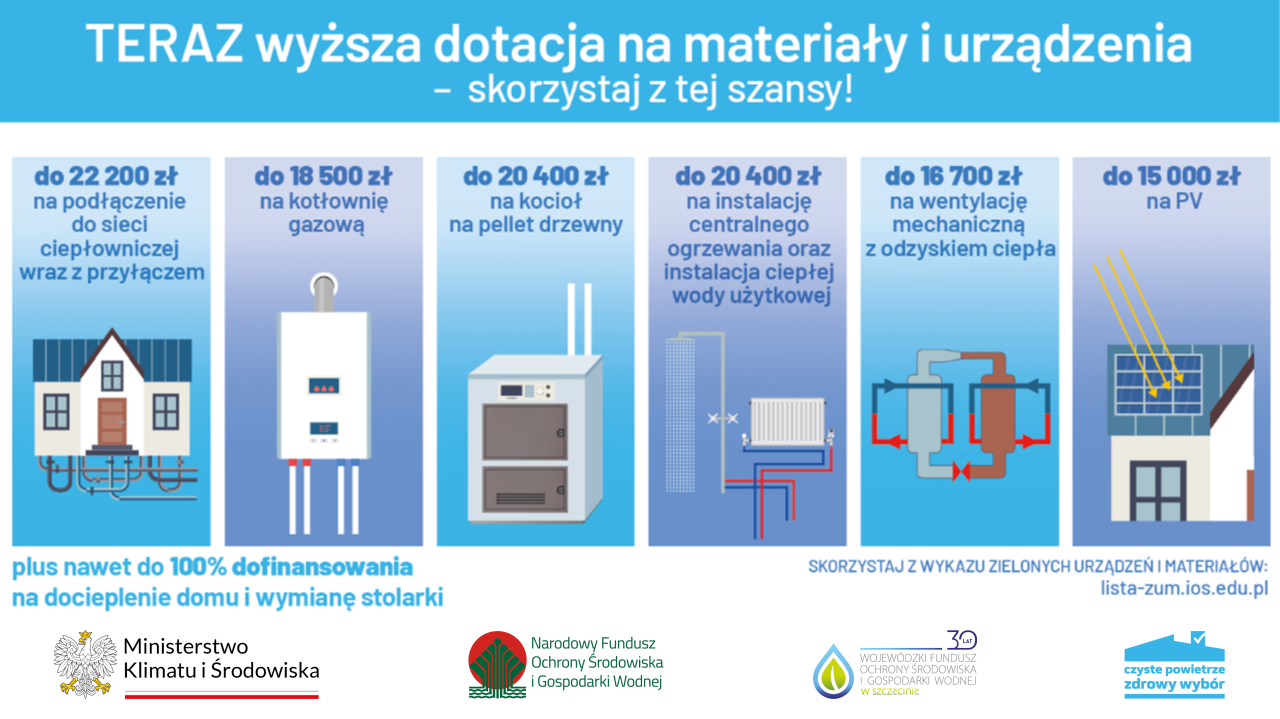 TERAZ wyższa dotacja na materiały i urządzenia
– skorzystaj z tej szansy!
do 22 200 zł
na podłączenie
do sieci
ciepłowniczej
wraz z przyłączem
do 18 500 zł
na kotłownię
gazową
do 20 400 zł
na kocioł
na pellet drzewny
do 20 400 zł
na instalację
centralnego
ogrzewania oraz
instalacja ciepłej
wody użytkowej
do 16 700 zł
na wentylację
mechaniczną
z odzyskiem ciepła
do 15 000 zł
na PV
plus nawet do 100% dofinansowania
na docieplenie domu i wymianę stolarki
SKORZYSTAJ Z WYKAZU ZIELONYCH URZĄDZEŃ I MATERIAŁÓW:
lista-zum.ios.edu.pl
Ministerstwo
Klimatu i Środowiska
Narodowy Fundusz
Ochrony Środowiska
i Gospodarki Wodnej
30 LAT
WOJEWÓDZKI FUNDUSZ
OCHRONY ŚRODOWISKA
I GOSPODARKI WODNEJ
W SZCZECINIE
czyste powietrze
zdrowy wybór